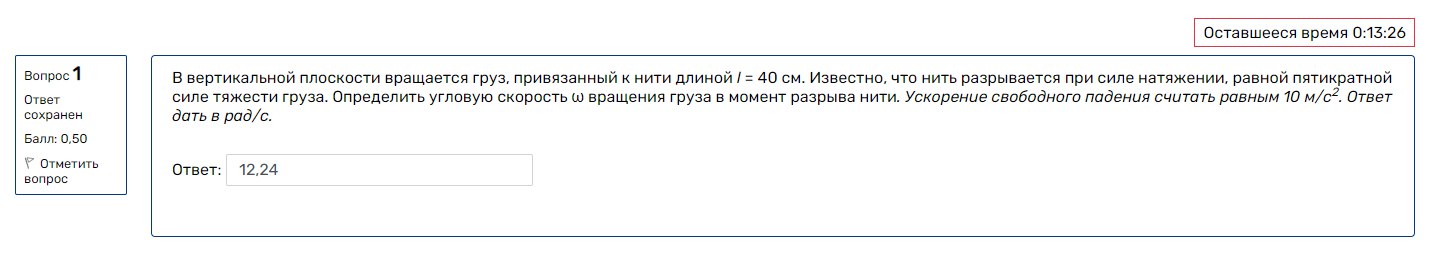 Оставшееся время 0:13:26
Вопрос 1
Ответ
сохранен
Балл: 0,50
Отметить
вопрос
В вертикальной плоскости вращается груз, привязанный к нити длиной l = 40 см. Известно, что нить разрывается при силе натяжении, равной пятикратной
силе тяжести груза. Определить угловую скорость ω вращения груза в момент разрыва нити. Ускорение свободного падения считать равным 10 м/с². Ответ
дать в рад/с.
Ответ: 12,24